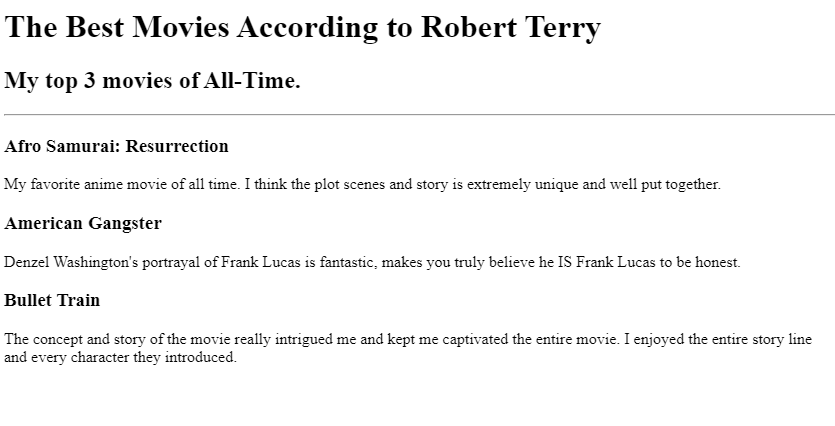 The Best Movies According to Robert Terry
My top 3 movies of All-Time.
Afro Samurai: Resurrection
My favorite anime movie of all time. I think the plot scenes and story is extremely unique and well put together.
American Gangster
Denzel Washington's portrayal of Frank Lucas is fantastic, makes you truly believe he IS Frank Lucas to be honest.
Bullet Train
The concept and story of the movie really intrigued me and kept me captivated the entire movie. I enjoyed the entire story line
and every character they introduced.